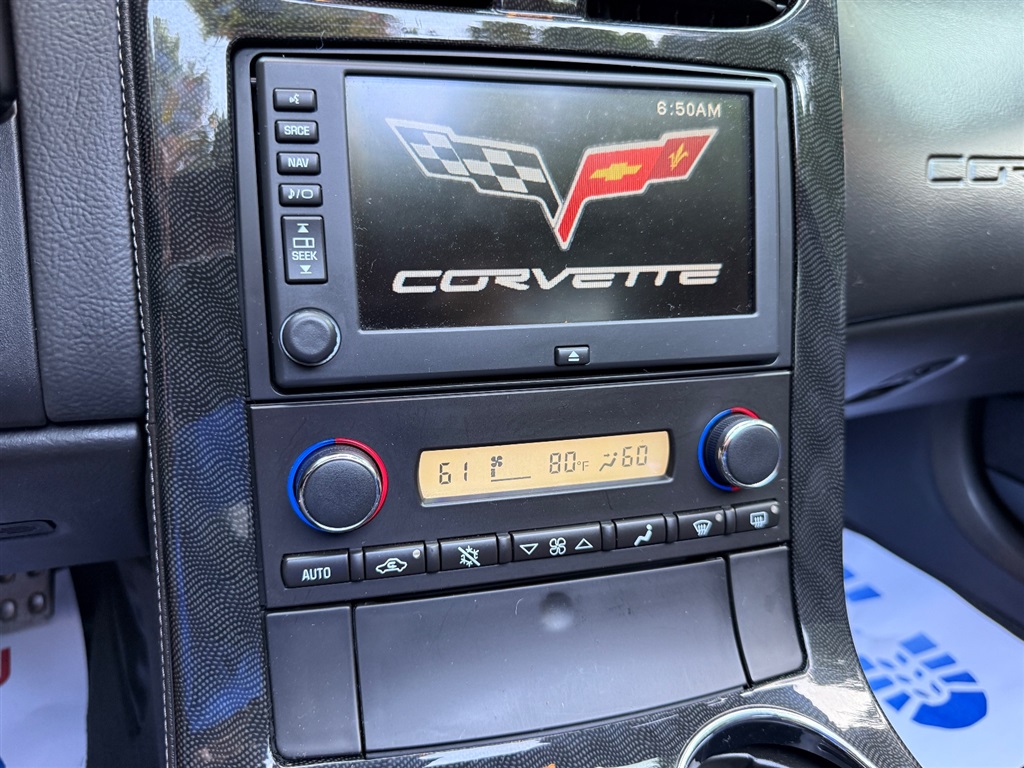 6:50AM
SRCE
NAV
SEEK
CORVETTE
61 80°F 60
AUTO